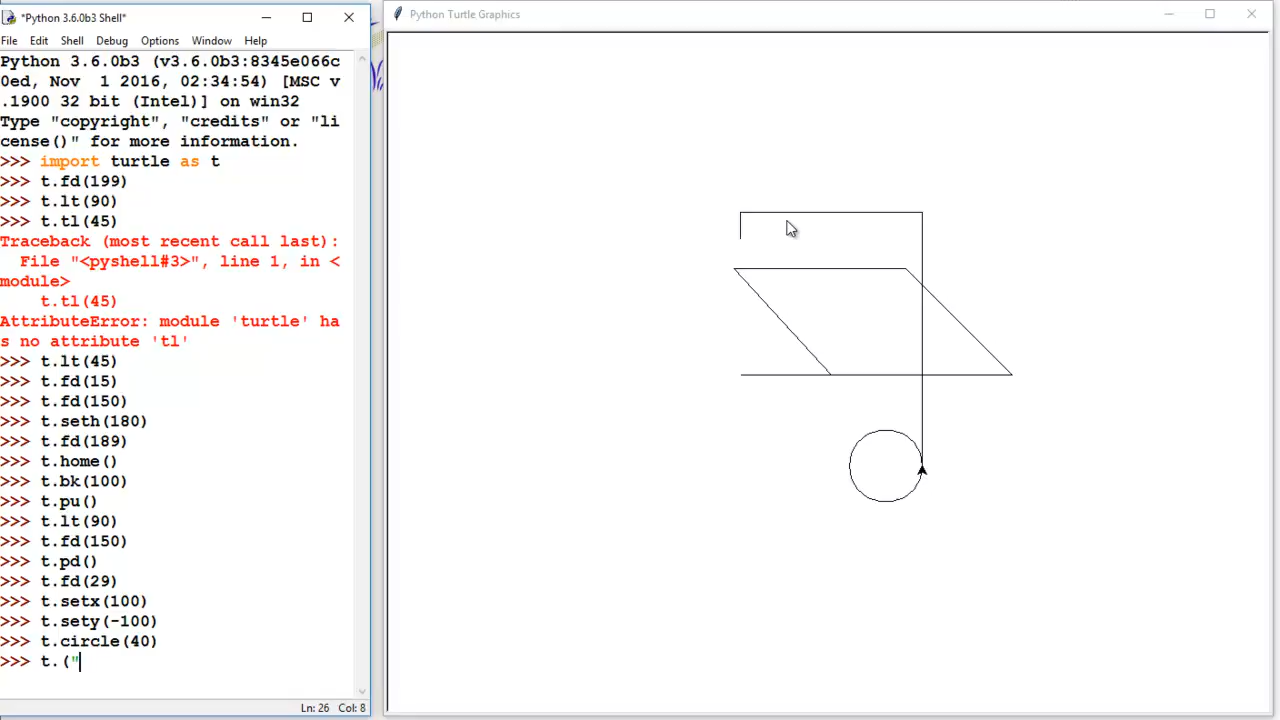 *Python 3.6.0b3 Shell*
File Edit Shell Debug Options Window Help
Python 3.6.0b3 (v3.6.0b3:8345e066c
0ed, Nov  1 2016, 02:34:54) [MSC v
.1900 32 bit (Intel)] on win32
Type "copyright", "credits" or "li
cense()" for more information.
>>> import turtle as t
>>> t.fd(199)
>>> t.lt(90)
>>> t.tl(45)
Traceback (most recent call last):
  File "<pyshell#3>", line 1, in <
module>
    t.tl(45)
AttributeError: module 'turtle' ha
s no attribute 'tl'
>>> t.lt(45)
>>> t.fd(15)
>>> t.fd(150)
>>> t.seth(180)
>>> t.fd(189)
>>> t.home()
>>> t.bk(100)
>>> t.pu()
>>> t.lt(90)
>>> t.fd(150)
>>> t.pd()
>>> t.fd(29)
>>> t.setx(100)
>>> t.sety(-100)
>>> t.circle(40)
>>> t.("
Ln: 26 Col: 8
Python Turtle Graphics